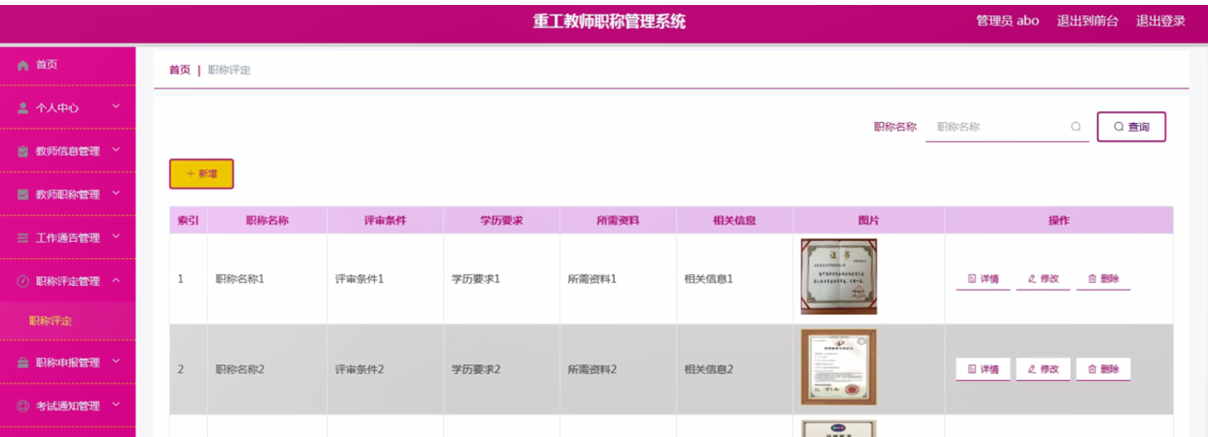 重工教师职称管理系统
管理员 abo 退出到前台 退出登录
首页
个人中心
教师信息管理
教师职称管理
工作通告管理
职称评定管理
职称评定
职称申报管理
考试通知管理
首页 | 职称评定
职称名称 职称名称 查询
+ 新增
索引 职称名称 评审条件 学历要求 所需资料 相关信息 图片 操作
1 职称名称1 评审条件1 学历要求1 所需资料1 相关信息1 证书 详情 修改 删除
2 职称名称2 评审条件2 学历要求2 所需资料2 相关信息2 详情 修改 删除